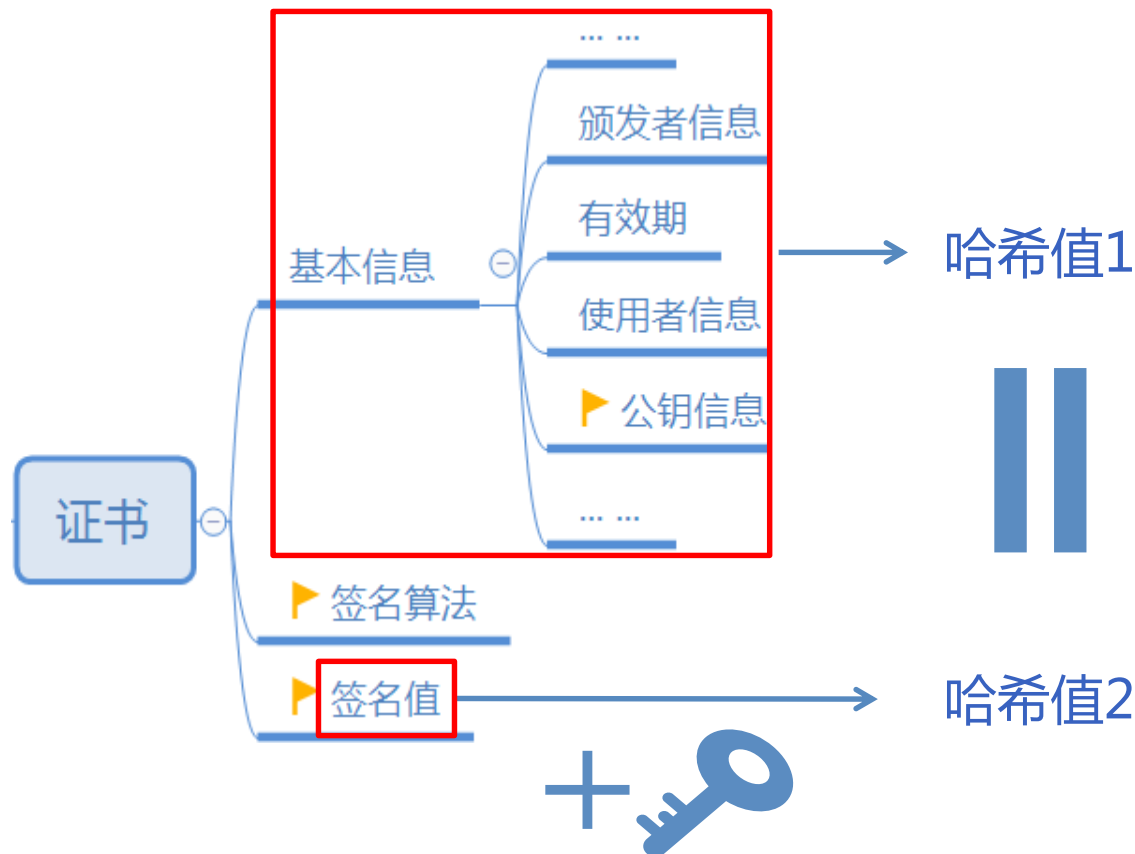 ... ...
颁发者信息
有效期
哈希值1
基本信息
使用者信息
公钥信息
证书
... ...
签名算法
签名值
哈希值2